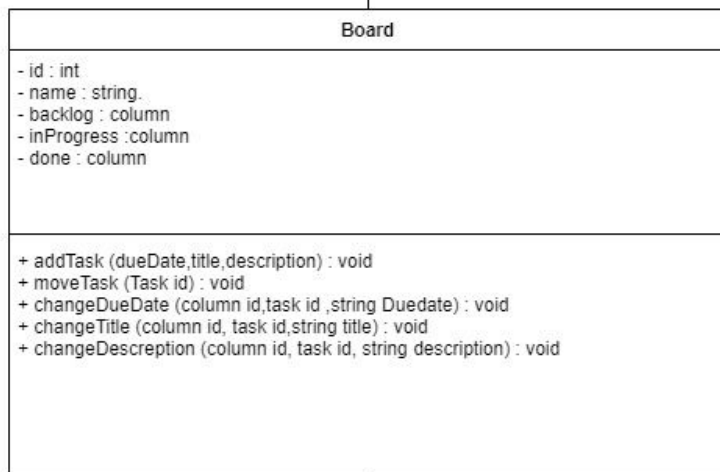 Board
- id : int
- name : string.
- backlog : column
- inProgress :column
- done : column
+ addTask (dueDate,title,description) : void
+ moveTask (Task id) : void
+ changeDueDate (column id,task id ,string Duedate) : void
+ changeTitle (column id, task id,string title) : void
+ changeDescreption (column id, task id, string description) : void